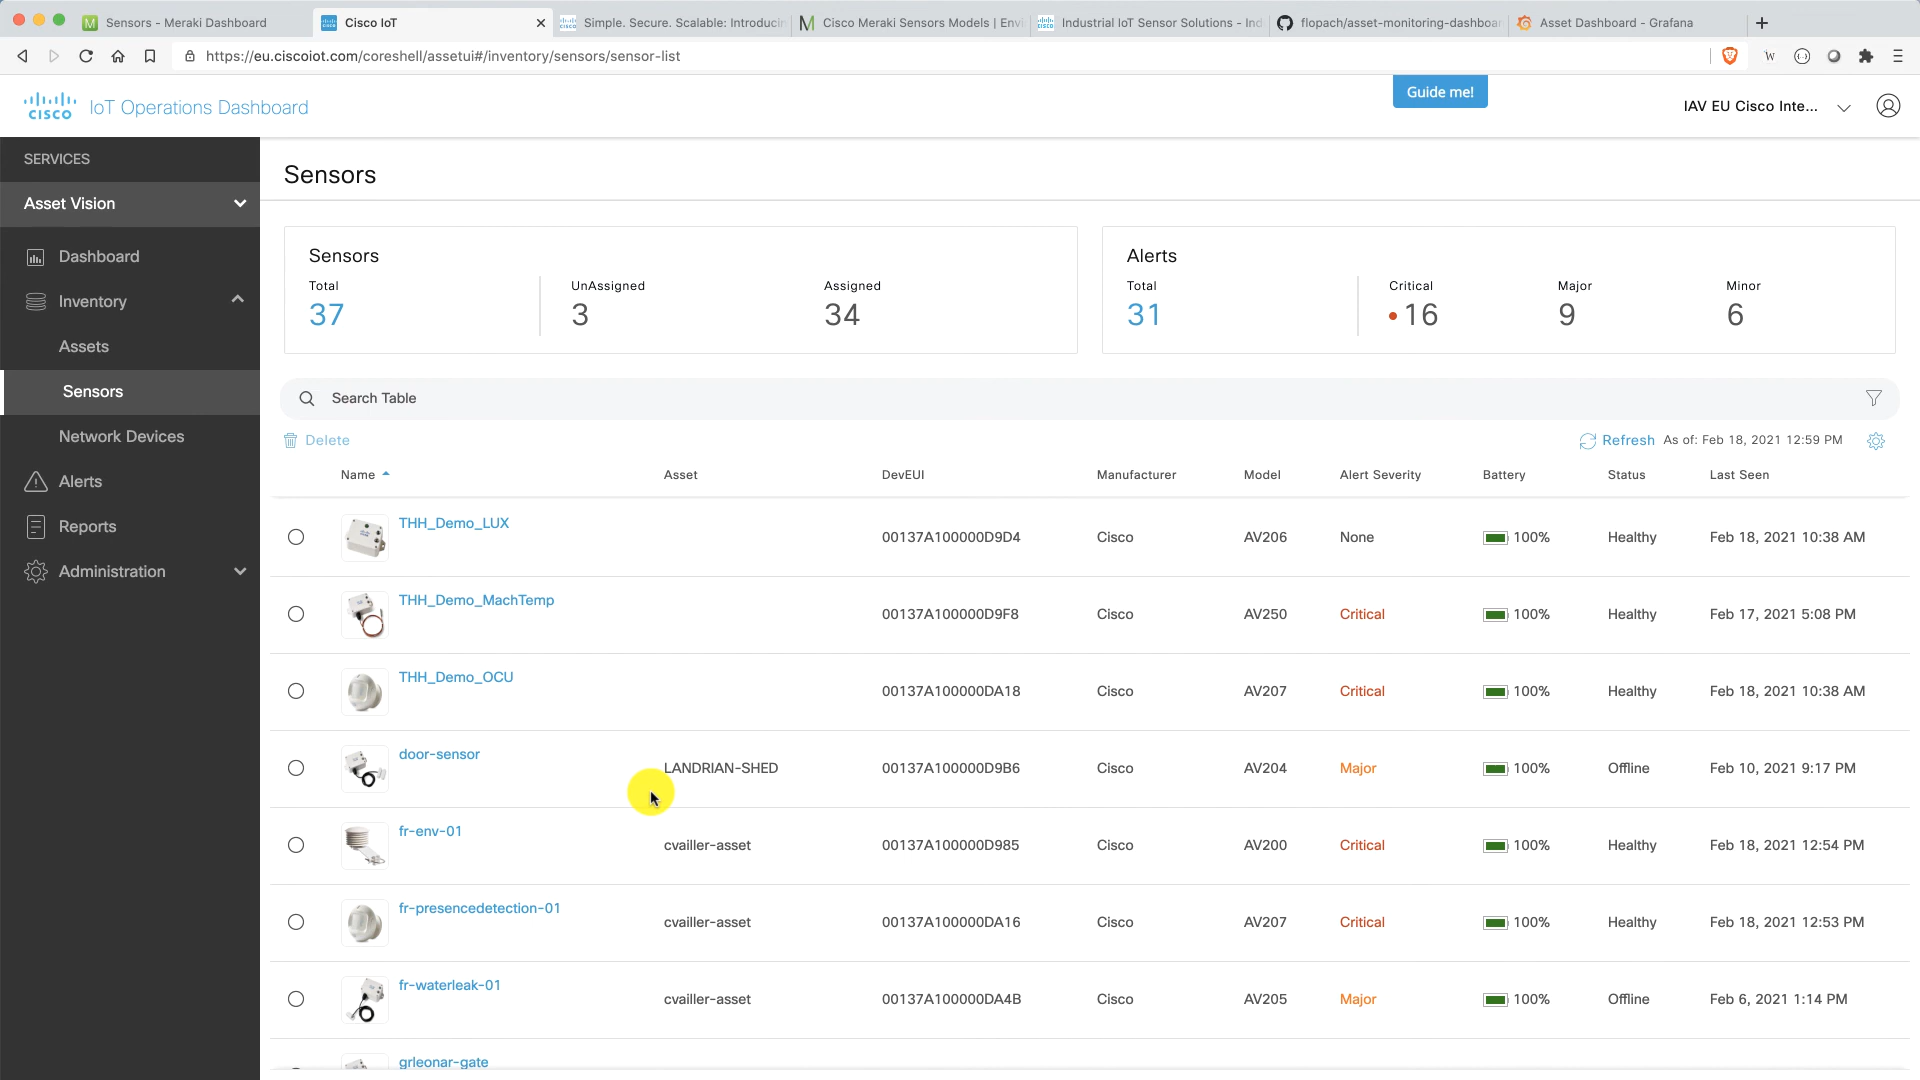 Sensors - Meraki Dashboard
Cisco IoT
Simple. Secure. Scalable: Introducin
Cisco Meraki Sensors Models | Envi
Industrial IoT Sensor Solutions - Ind
flopach/asset-monitoring-dashboar
Asset Dashboard - Grafana
https://eu.ciscoiot.com/coreshell/assetui#/inventory/sensors/sensor-list
CISCO
IoT Operations Dashboard
Guide me!
IAV EU Cisco Inte...
SERVICES
Asset Vision
Dashboard
Inventory
Assets
Sensors
Network Devices
Alerts
Reports
Administration
Sensors
Sensors
Total
37
UnAssigned
3
Assigned
34
Alerts
Total
31
Critical
16
Major
9
Minor
6
Search Table
Delete
Refresh As of: Feb 18, 2021 12:59 PM
Name Asset DevEUI Manufacturer Model Alert Severity Battery Status Last Seen
THH_Demo_LUX 00137A100000D9D4 Cisco AV206 None 100% Healthy Feb 18, 2021 10:38 AM
THH_Demo_MachTemp 00137A100000D9F8 Cisco AV250 Critical 100% Healthy Feb 17, 2021 5:08 PM
THH_Demo_OCU 00137A100000DA18 Cisco AV207 Critical 100% Healthy Feb 18, 2021 10:38 AM
door-sensor LANDRIAN-SHED 00137A100000D9B6 Cisco AV204 Major 100% Offline Feb 10, 2021 9:17 PM
fr-env-01 cvailler-asset 00137A100000D985 Cisco AV200 Critical 100% Healthy Feb 18, 2021 12:54 PM
fr-presencedetection-01 cvailler-asset 00137A100000DA16 Cisco AV207 Critical 100% Healthy Feb 18, 2021 12:53 PM
fr-waterleak-01 cvailler-asset 00137A100000DA4B Cisco AV205 Major 100% Offline Feb 6, 2021 1:14 PM
grleonar-gate